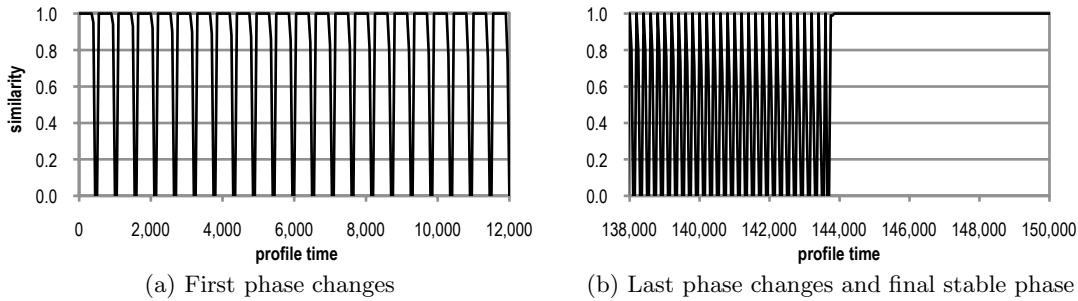 1.0
0.8
0.6
0.4
0.2
0.0
similarity
0 2,000 4,000 6,000 8,000 10,000 12,000
profile time
(a) First phase changes
1.0
0.8
0.6
0.4
0.2
0.0
138,000 140,000 142,000 144,000 146,000 148,000 150,000
profile time
(b) Last phase changes and final stable phase